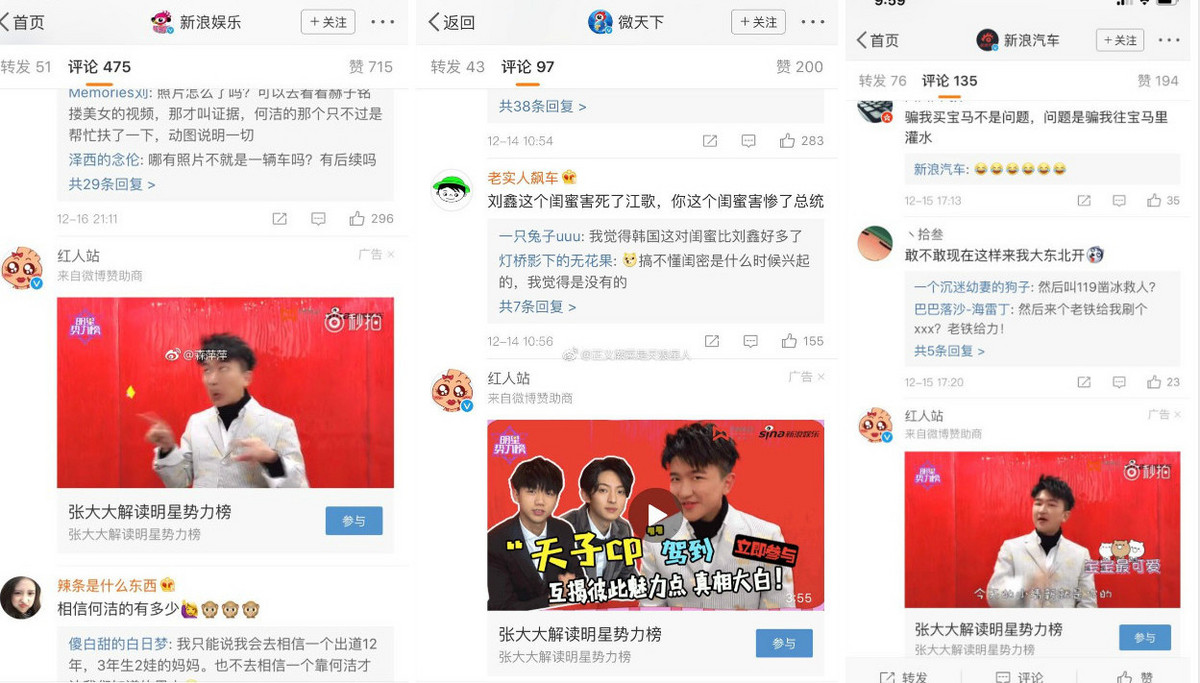 首页
新浪娱乐
+关注
转发 51
评论 475
赞 715
Memories刘: 照片怎么了吗？可以去看看赫子铭
搂美女的视频，那才叫证据，何洁的那个只不过是
帮忙扶了一下，动图说明一切
泽西的念伦: 哪有照片不就是一辆车吗？有后续吗
共29条回复 >
12-16 21:11
296
红人站
广告 ×
来自微博赞助商
明星
势力榜
秒拍
@森萍萍
张大大解读明星势力榜
张大大解读明星势力榜
参与
辣条是什么东西
相信何洁的有多少
傻白甜的白日梦: 我只能说我会去相信一个出道12
年，3年生2娃的妈妈。也不去相信一个靠何洁才
返回
微天下
+关注
转发 43
评论 97
赞 200
共38条回复 >
12-14 10:54
283
老实人飙车
刘鑫这个闺蜜害死了江歌，你这个闺蜜害惨了总统
一只兔子uuu: 我觉得韩国这对闺蜜比刘鑫好多了
灯桥影下的无花果: 搞不懂闺密是什么时候兴起
的，我觉得是没有的
共7条回复 >
12-14 10:56
155
红人站
广告 ×
来自微博赞助商
明星
势力榜
sina新浪娱乐
“天子CP”驾到
立即参与
互揭彼此魅力点 真相大白！
3:55
张大大解读明星势力榜
张大大解读明星势力榜
参与
9:59
首页
新浪汽车
+关注
转发 76
评论 135
赞 194
骗我买宝马不是问题，问题是骗我往宝马里
灌水
新浪汽车: 😂😂😂😂😂😂
12-15 17:13
35
丶拾叁
敢不敢现在这样来我大东北开
一个沉迷幼妻的狗子: 然后叫119凿冰救人？
巴巴落沙-海雷丁: 然后来个老铁给我刷个
xxx？老铁给力！
共5条回复 >
12-15 17:20
23
红人站
广告 ×
来自微博赞助商
明星
势力榜
秒拍
宝宝最可爱
张大大解读明星势力榜
张大大解读明星势力榜
参与
转发
评论
赞